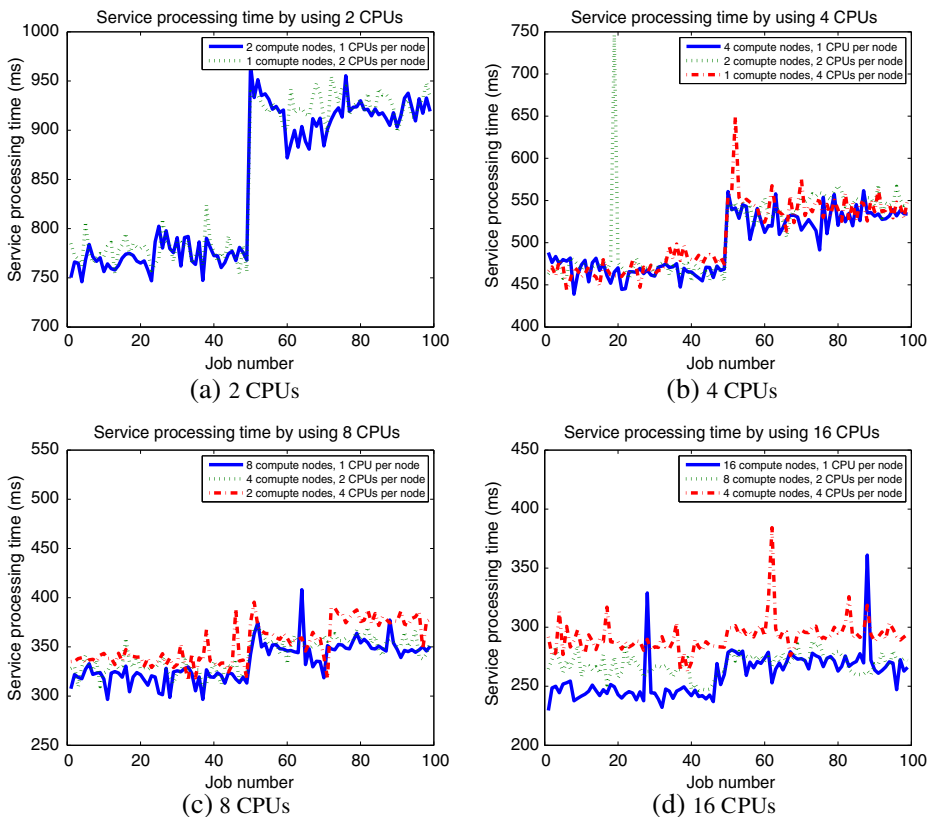 Service processing time by using 2 CPUs
1000
950
900
850
800
750
700
0
20
40
60
80
100
Service processing time (ms)
Job number
2 compute nodes, 1 CPUs per node
1 comupte nodes, 2 CPUs per node
(a) 2 CPUs
Service processing time by using 4 CPUs
750
700
650
600
550
500
450
400
0
20
40
60
80
100
Service processing time (ms)
Job number
4 compute nodes, 1 CPU per node
2 comupte nodes, 2 CPUs per node
1 comupte nodes, 4 CPUs per node
(b) 4 CPUs
Service processing time by using 8 CPUs
550
500
450
400
350
300
250
0
20
40
60
80
100
Service processing time (ms)
Job number
8 compute nodes, 1 CPU per node
4 comupte nodes, 2 CPUs per node
2 comupte nodes, 4 CPUs per node
(c) 8 CPUs
Service processing time by using 16 CPUs
450
400
350
300
250
200
0
20
40
60
80
100
Service processing time (ms)
Job number
16 compute nodes, 1 CPU per node
8 comupte nodes, 2 CPUs per node
4 comupte nodes, 4 CPUs per node
(d) 16 CPUs